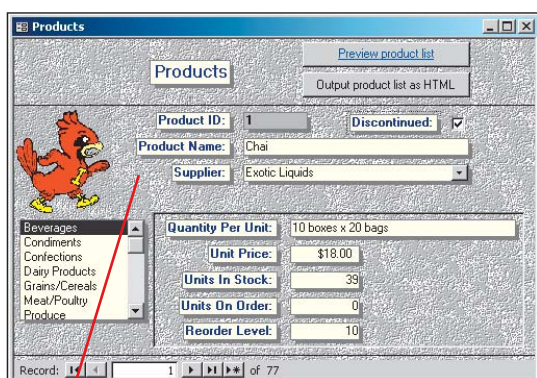 Products
Preview product list
Products
Output product list as HTML
Product ID: 1 Discontinued:
Product Name: Chai
Supplier: Exotic Liquids
Beverages
Condiments
Confections
Dairy Products
Grains/Cereals
Meat/Poultry
Produce
Quantity Per Unit: 10 boxes x 20 bags
Unit Price: $18.00
Units In Stock: 39
Units On Order: 0
Reorder Level: 10
Record: 1 of 77